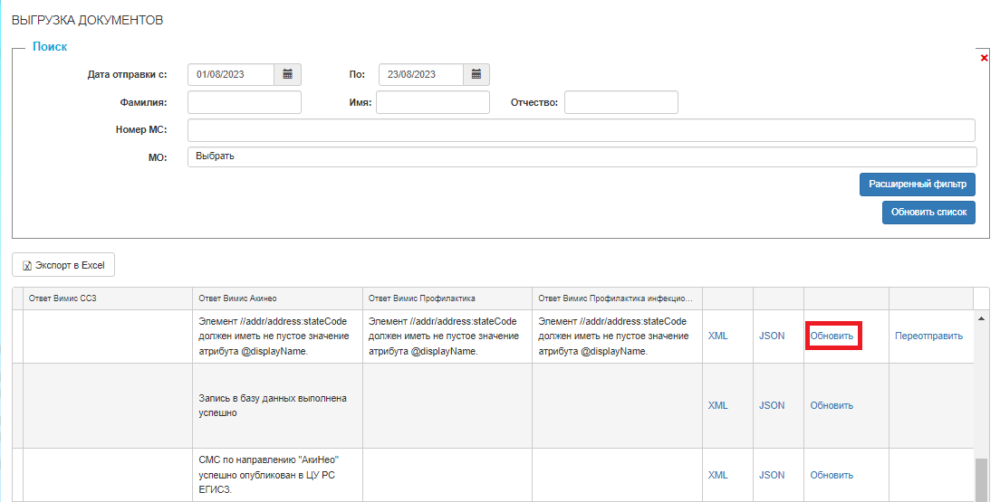 ВЫГРУЗКА ДОКУМЕНТОВ
Поиск
Дата отправки с: 01/08/2023 По: 23/08/2023
Фамилия: Имя: Отчество:
Номер МС:
МО: Выбрать
Расширенный фильтр
Обновить список
Экспорт в Excel
Ответ Вимис ССЗ Ответ Вимис Акинео Ответ Вимис Профилактика Ответ Вимис Профилактика инфекцио...
Элемент //addr/address:stateCode Элемент //addr/address:stateCode Элемент //addr/address:stateCode
должен иметь не пустое значение должен иметь не пустое значение должен иметь не пустое значение XML JSON Обновить Переотправить
атрибута @displayName. атрибута @displayName. атрибута @displayName.
Запись в базу данных выполнена
успешно XML JSON Обновить
СМС по направлению "АкиНео"
успешно опубликован в ЦУ РС XML JSON Обновить
ЕГИСЗ.